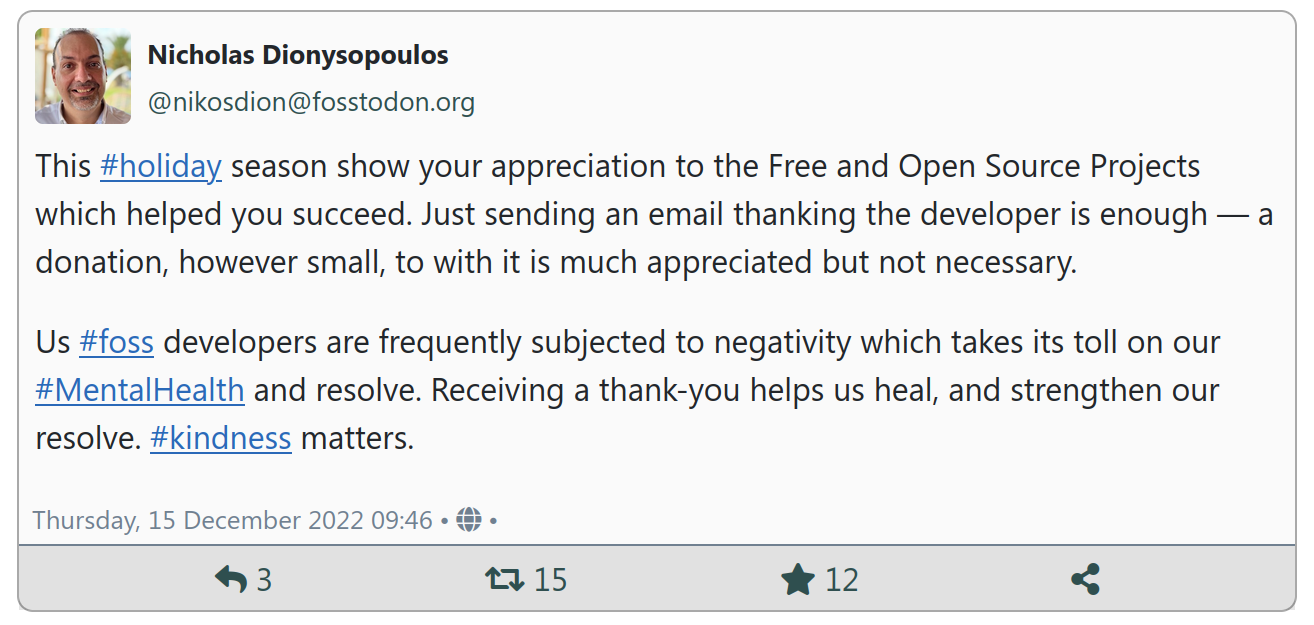 Nicholas Dionysopoulos
@nikosdion@fosstodon.org
This #holiday season show your appreciation to the Free and Open Source Projects
which helped you succeed. Just sending an email thanking the developer is enough — a
donation, however small, to with it is much appreciated but not necessary.
Us #foss developers are frequently subjected to negativity which takes its toll on our
#MentalHealth and resolve. Receiving a thank-you helps us heal, and strengthen our
resolve. #kindness matters.
Thursday, 15 December 2022 09:46 • •
3 15 12